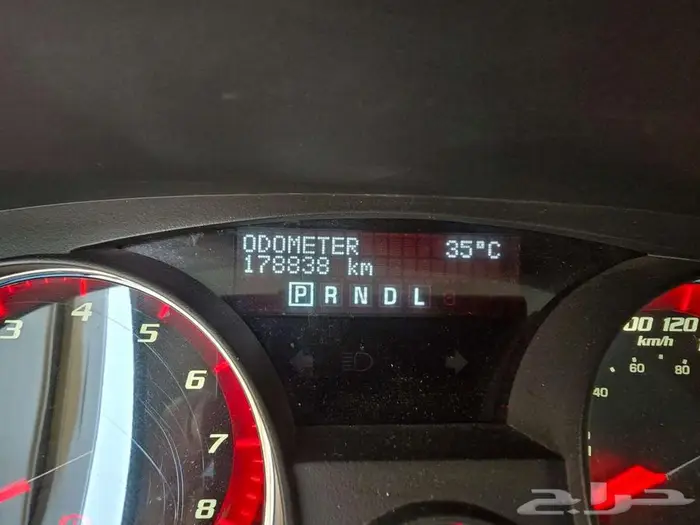 ODOMETER 35°C
178838 km
P R N D L
3 4 5 6 7 8
00 120
km/h
40 60 80
حراج